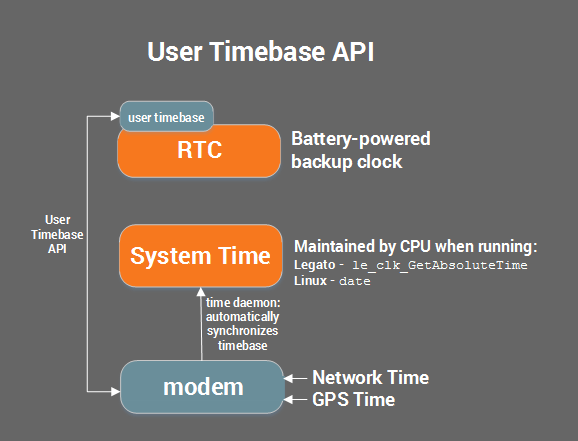 User Timebase API
user timebase
RTC
Battery-powered
backup clock
User
Timebase
API
System Time
Maintained by CPU when running:
Legato - le_clk_GetAbsoluteTime
Linux - date
time daemon:
automatically
synchronizes
timebase
modem
Network Time
GPS Time